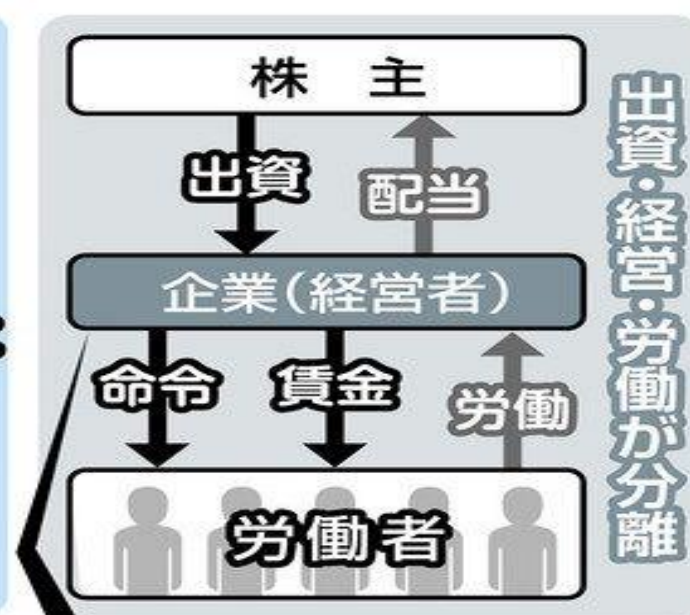 株 主
出資
配当
企業(経営者)
命令
賃金
労働
労働者
出資・経営・労働が分離